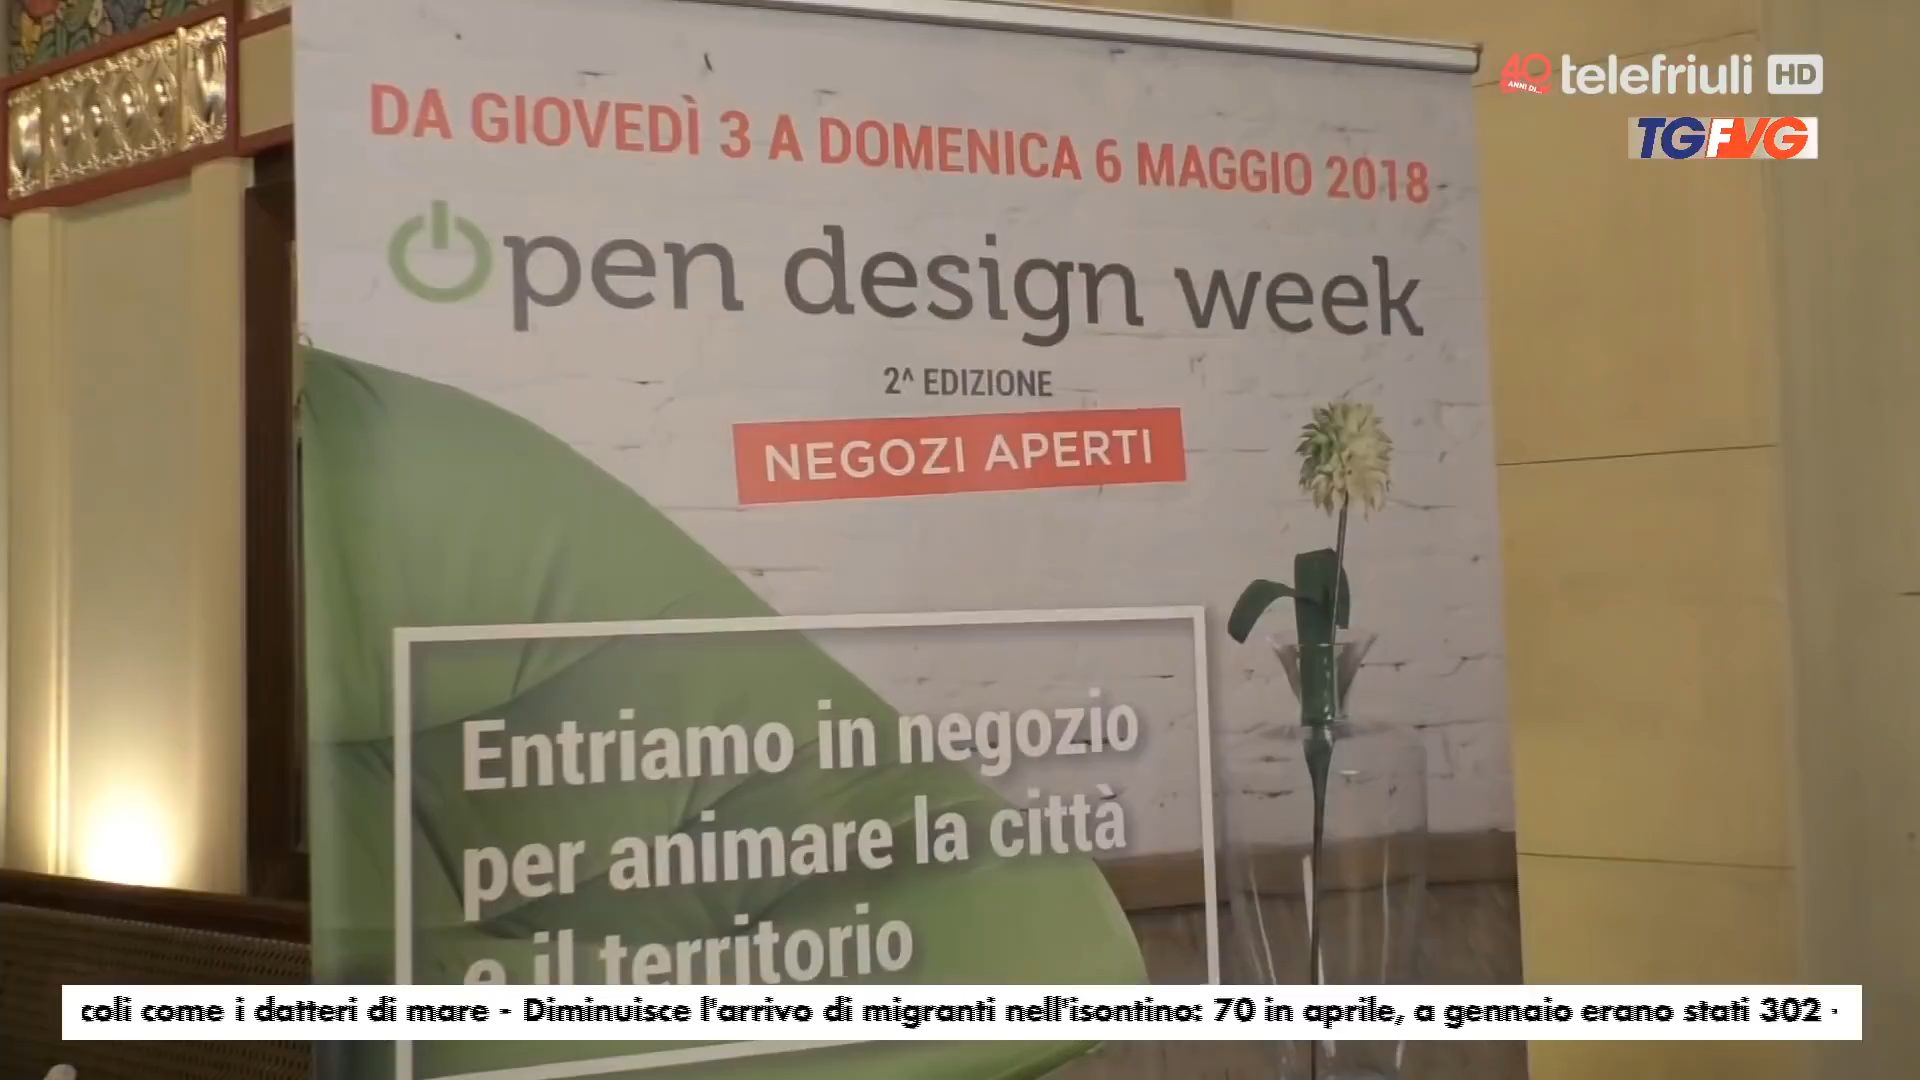 DA GIOVEDÌ 3 A DOMENICA 6 MAGGIO 2018
Open design week
2^ EDIZIONE
NEGOZI APERTI
Entriamo in negozio
per animare la città
e il territorio
40 ANNI DI... telefriuli HD
TGFVG
coli come i datteri di mare - Diminuisce l'arrivo di migranti nell'isontino: 70 in aprile, a gennaio erano stati 302 -